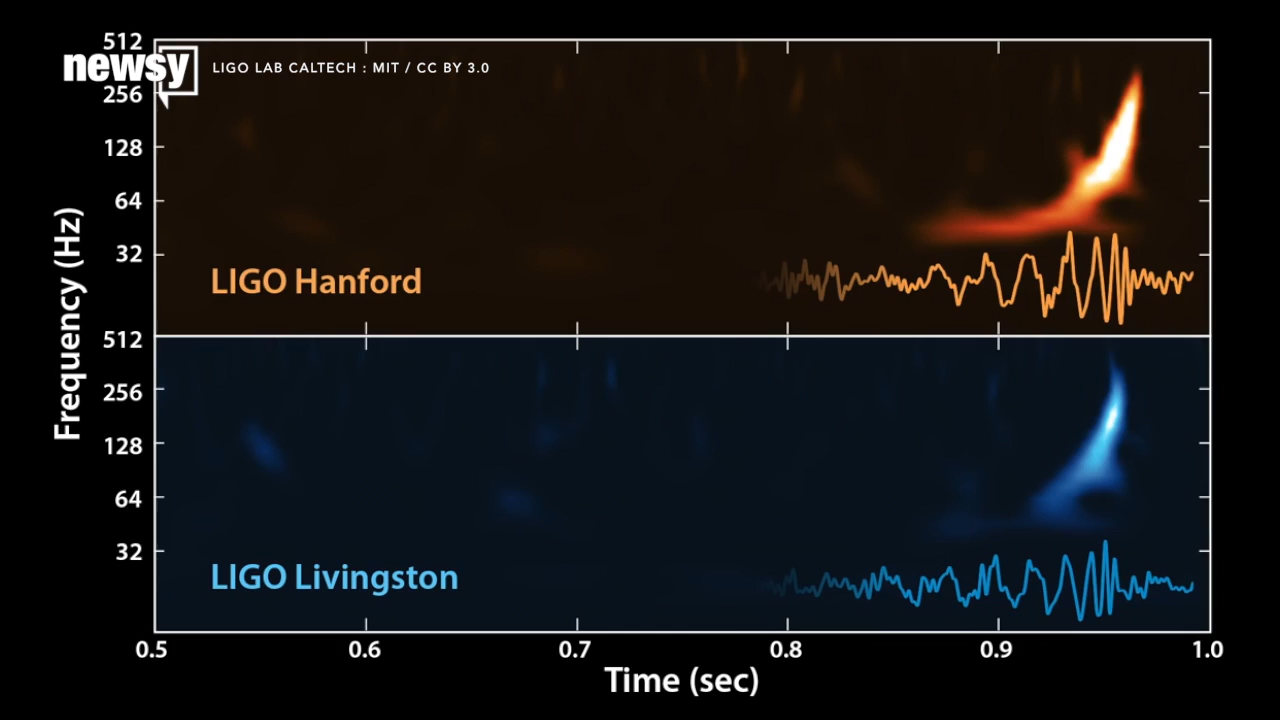 512
newsy
LIGO LAB CALTECH : MIT / CC BY 3.0
256
128
64
32
LIGO Hanford
Frequency (Hz)
512
256
128
64
32
LIGO Livingston
0.5 0.6 0.7 0.8 0.9 1.0
Time (sec)